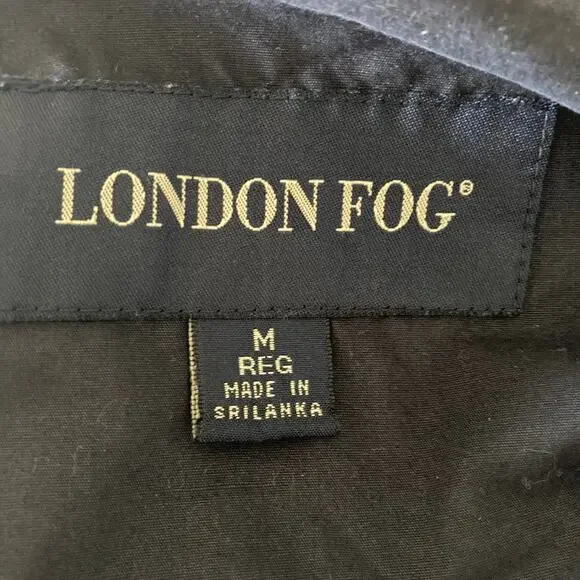 LONDON FOG®
M
REG
MADE IN
SRILANKA